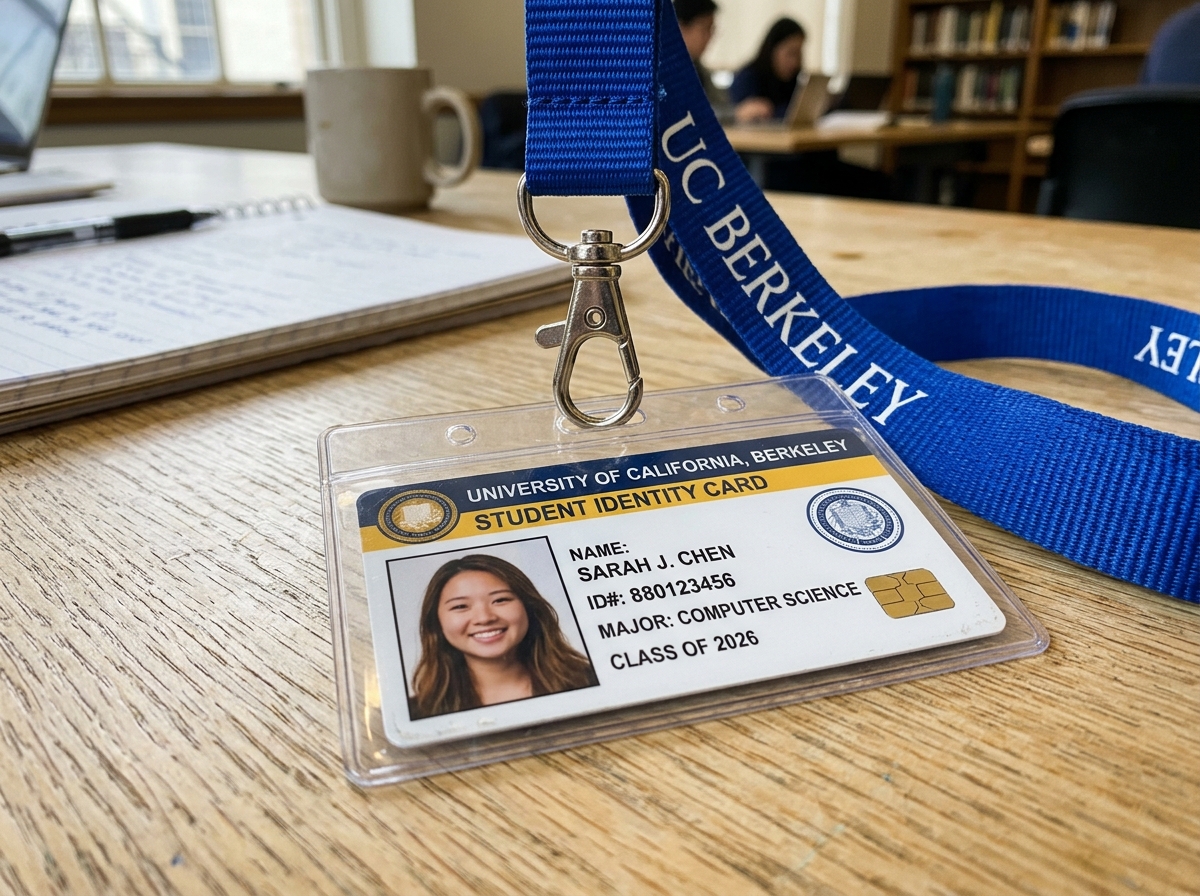 UC BERKELEY
UNIVERSITY OF CALIFORNIA, BERKELEY
STUDENT IDENTITY CARD
NAME:
SARAH J. CHEN
ID#: 880123456
MAJOR: COMPUTER SCIENCE
CLASS OF 2026
LEY